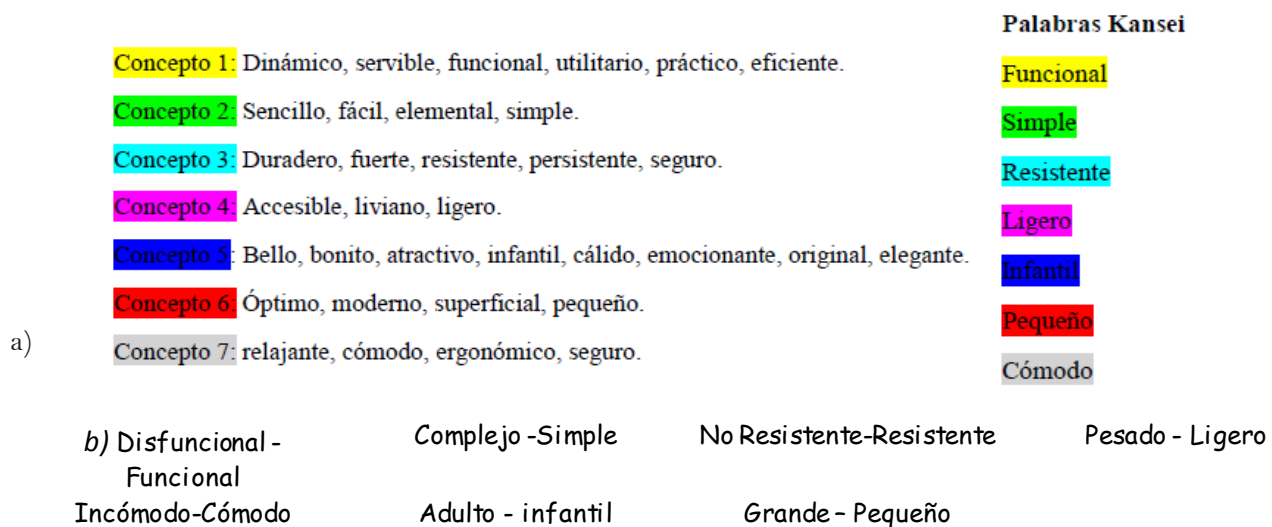 Palabras Kansei
Concepto 1: Dinámico, servible, funcional, utilitario, práctico, eficiente.
Funcional
Concepto 2: Sencillo, fácil, elemental, simple.
Simple
Concepto 3: Duradero, fuerte, resistente, persistente, seguro.
Resistente
Concepto 4: Accesible, liviano, ligero.
Ligero
Concepto 5: Bello, bonito, atractivo, infantil, cálido, emocionante, original, elegante.
Infantil
Concepto 6: Óptimo, moderno, superficial, pequeño.
Pequeño
a)
Concepto 7: relajante, cómodo, ergonómico, seguro.
Cómodo
b) Disfuncional - Funcional
Complejo -Simple
No Resistente-Resistente
Pesado - Ligero
Incómodo-Cómodo
Adulto - infantil
Grande – Pequeño